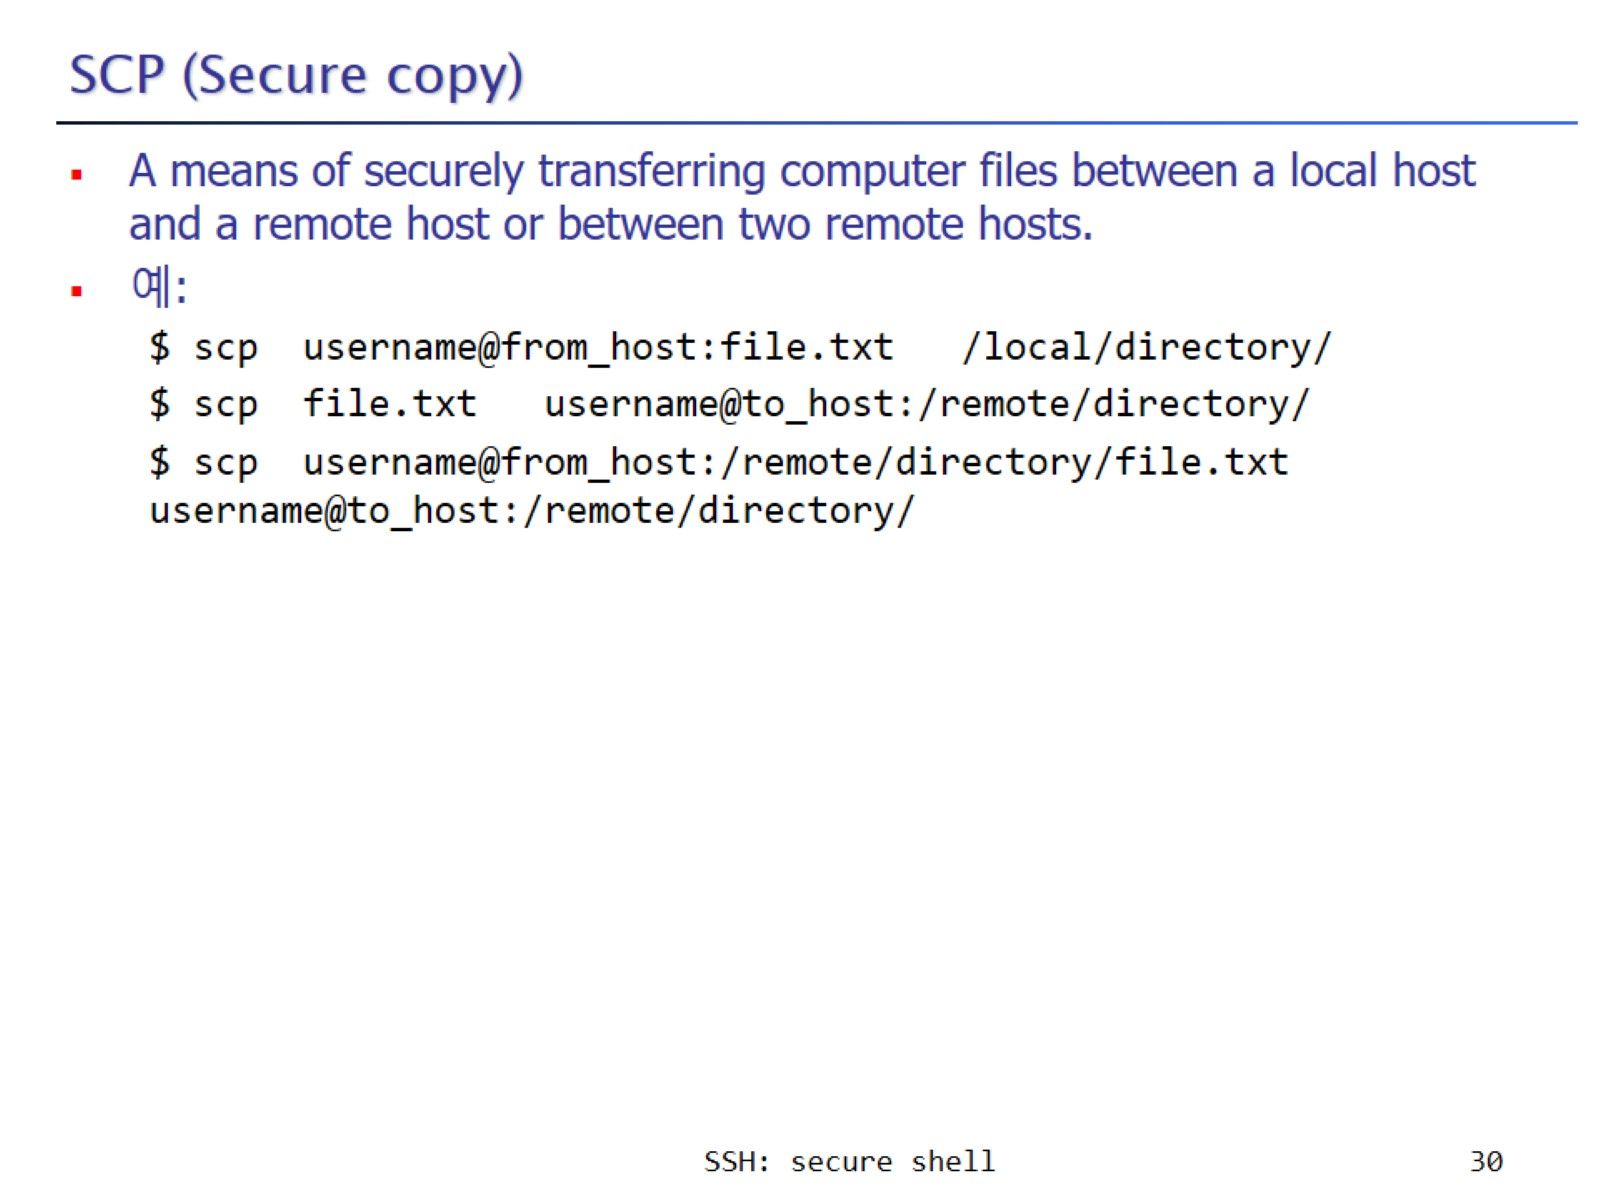 SCP (Secure copy)
A means of securely transferring computer files between a local host
and a remote host or between two remote hosts.
예:
$ scp  username@from_host:file.txt   /local/directory/
$ scp  file.txt   username@to_host:/remote/directory/
$ scp  username@from_host:/remote/directory/file.txt
username@to_host:/remote/directory/
SSH: secure shell
30